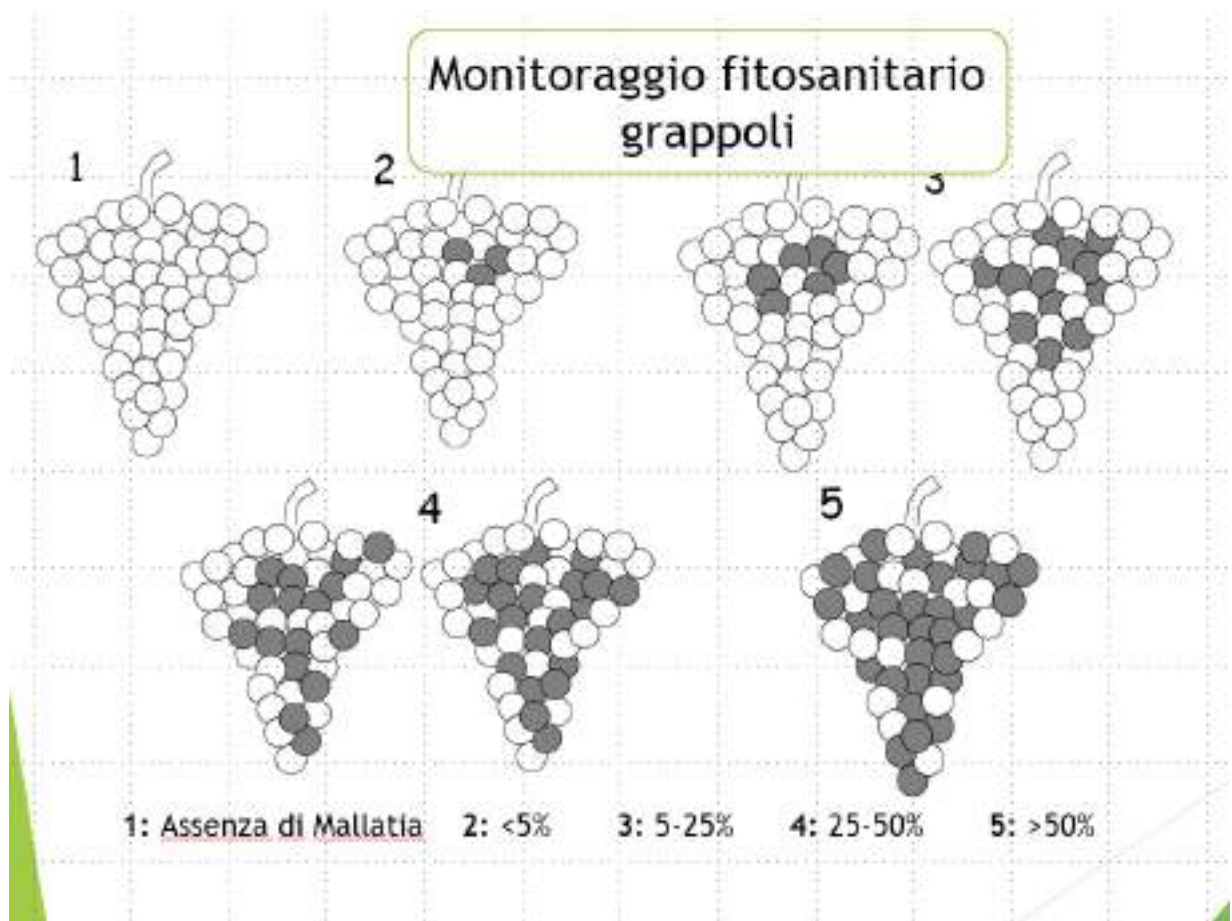 Monitoraggio fitosanitario
grappoli
1
2
3
4
5
1: Assenza di Mallatia 2: <5% 3: 5-25% 4: 25-50% 5: >50%